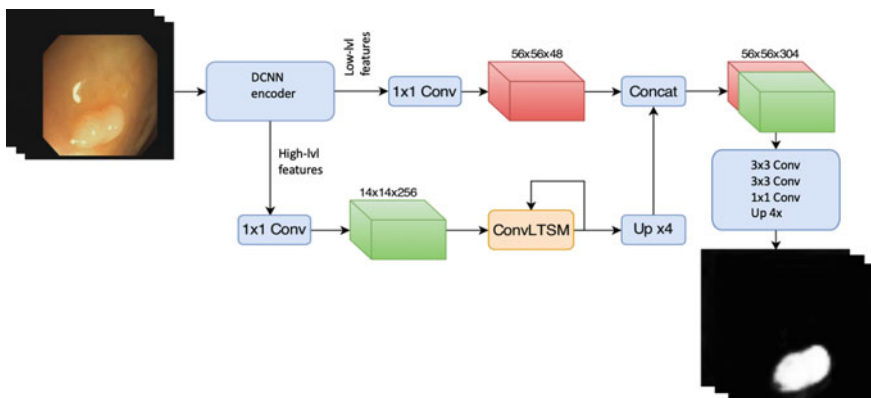 DCNN
encoder
Low-lvl
features
1x1 Conv
56x56x48
Concat
56x56x304
High-lvl
features
1x1 Conv
14x14x256
ConvLTSM
Up x4
3x3 Conv
3x3 Conv
1x1 Conv
Up 4x